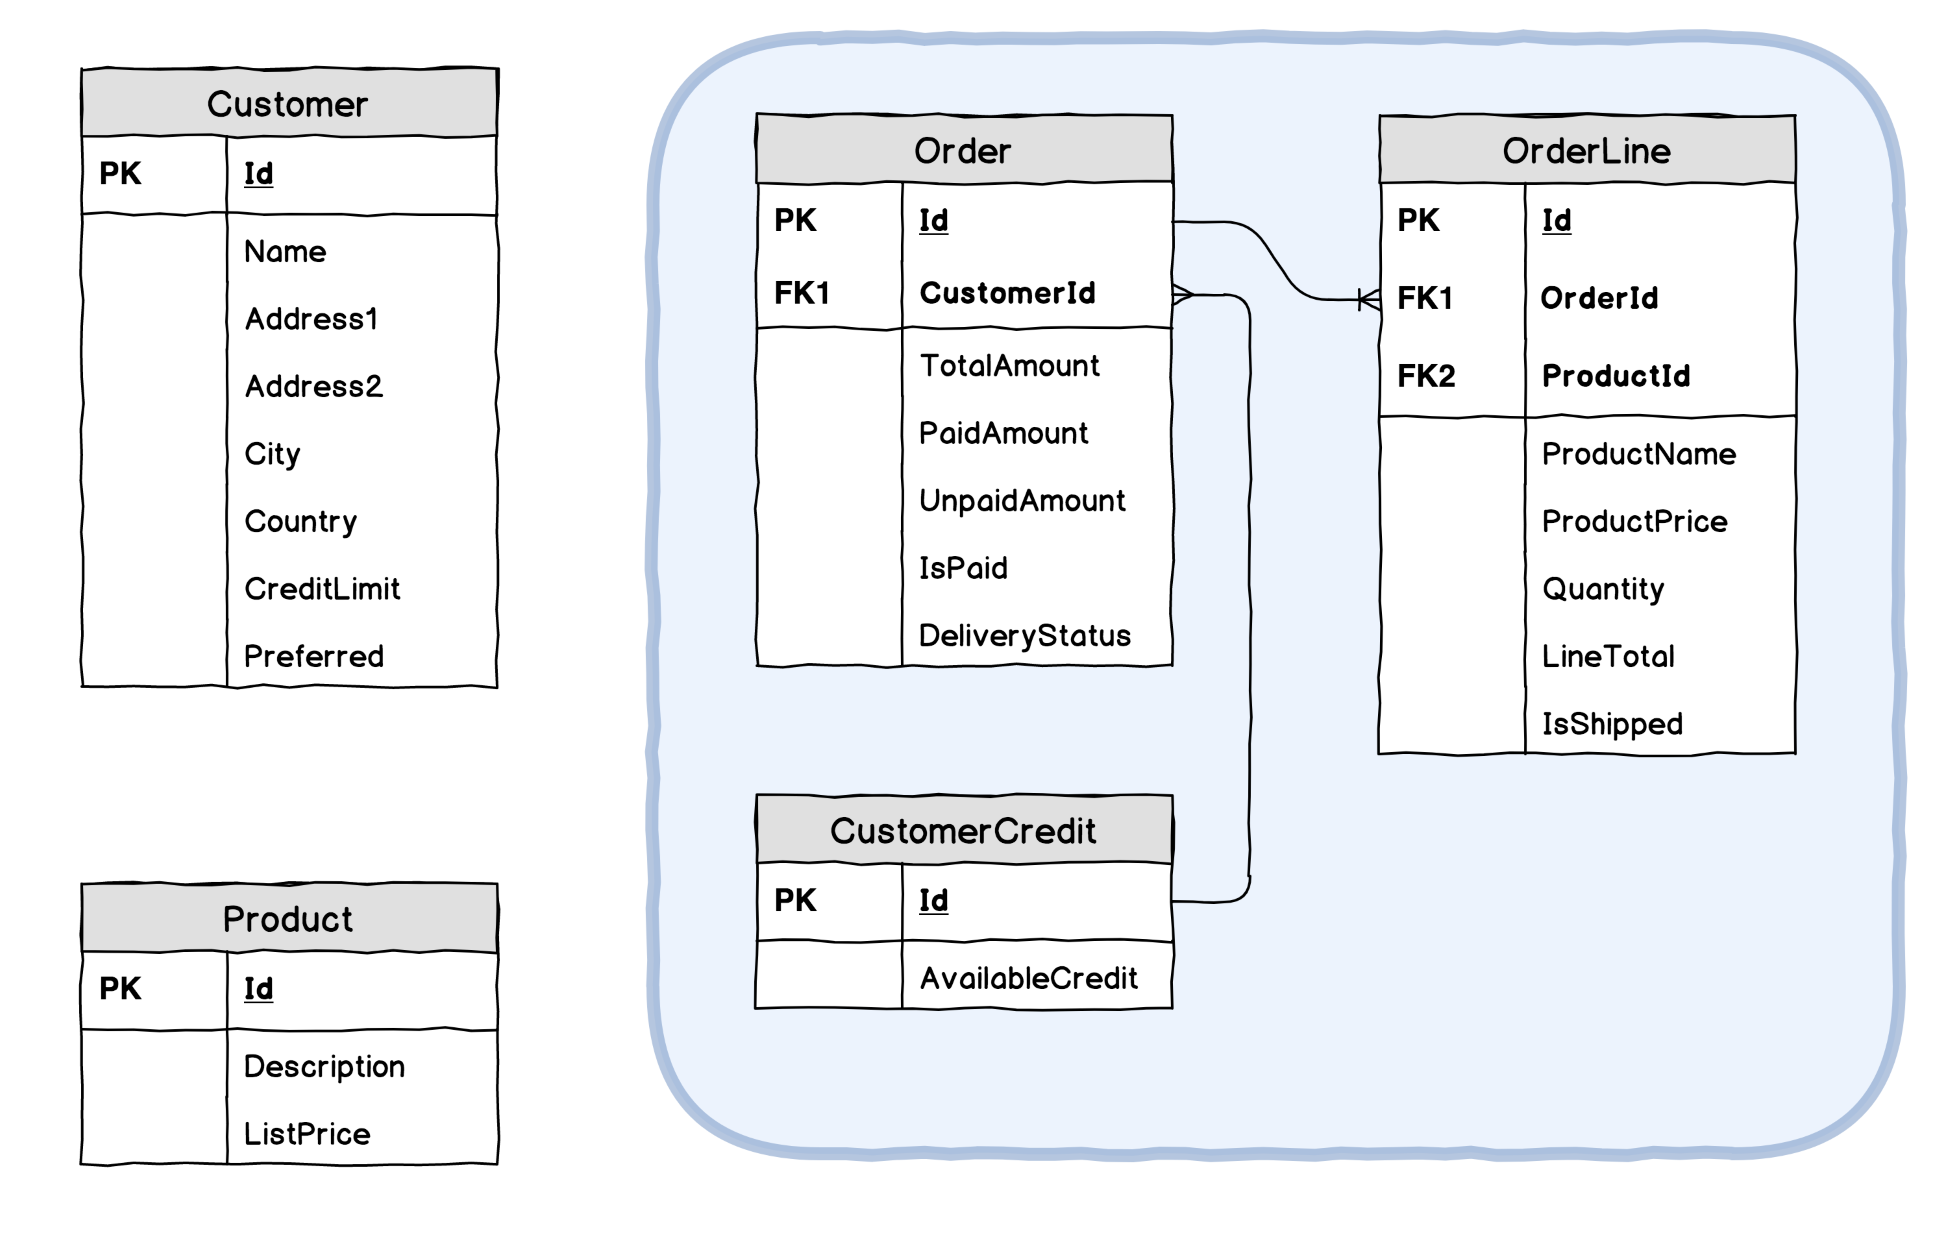 Customer
PK Id
Name
Address1
Address2
City
Country
CreditLimit
Preferred
Product
PK Id
Description
ListPrice
Order
PK Id
FK1 CustomerId
TotalAmount
PaidAmount
UnpaidAmount
IsPaid
DeliveryStatus
CustomerCredit
PK Id
AvailableCredit
OrderLine
PK Id
FK1 OrderId
FK2 ProductId
ProductName
ProductPrice
Quantity
LineTotal
IsShipped